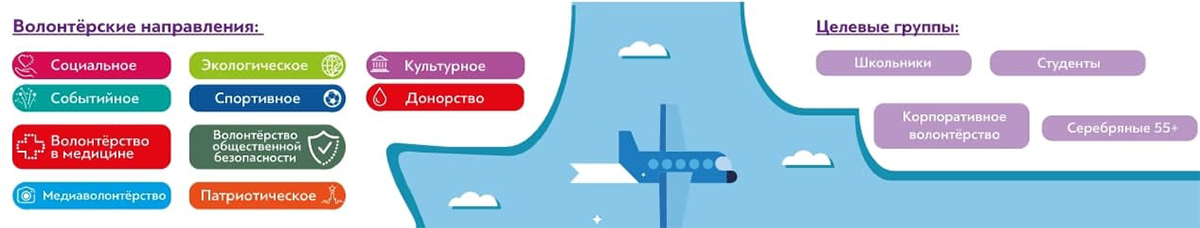 Волонтёрские направления:
Социальное
Экологическое
Культурное
Событийное
Спортивное
Донорство
Волонтёрство
в медицине
Волонтёрство
общественной
безопасности
Медиаволонтёрство
Патриотическое
Целевые группы:
Школьники
Студенты
Корпоративное
волонтёрство
Серебряные 55+